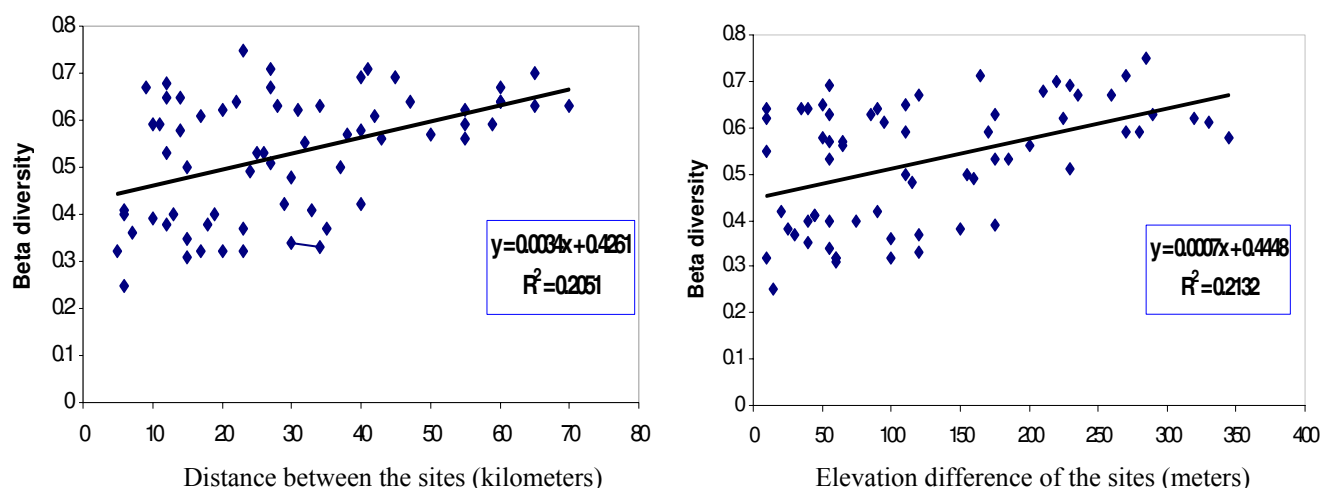 0.8
0.7
0.6
0.5
0.4
0.3
0.2
0.1
0
Beta diversity
y = 0.0034x + 0.4261
R² = 0.2051
0 10 20 30 40 50 60 70 80
Distance between the sites (kilometers)
0.8
0.7
0.6
0.5
0.4
0.3
0.2
0.1
0
Beta diversity
y = 0.0007x + 0.4448
R² = 0.2132
0 50 100 150 200 250 300 350 400
Elevation difference of the sites (meters)